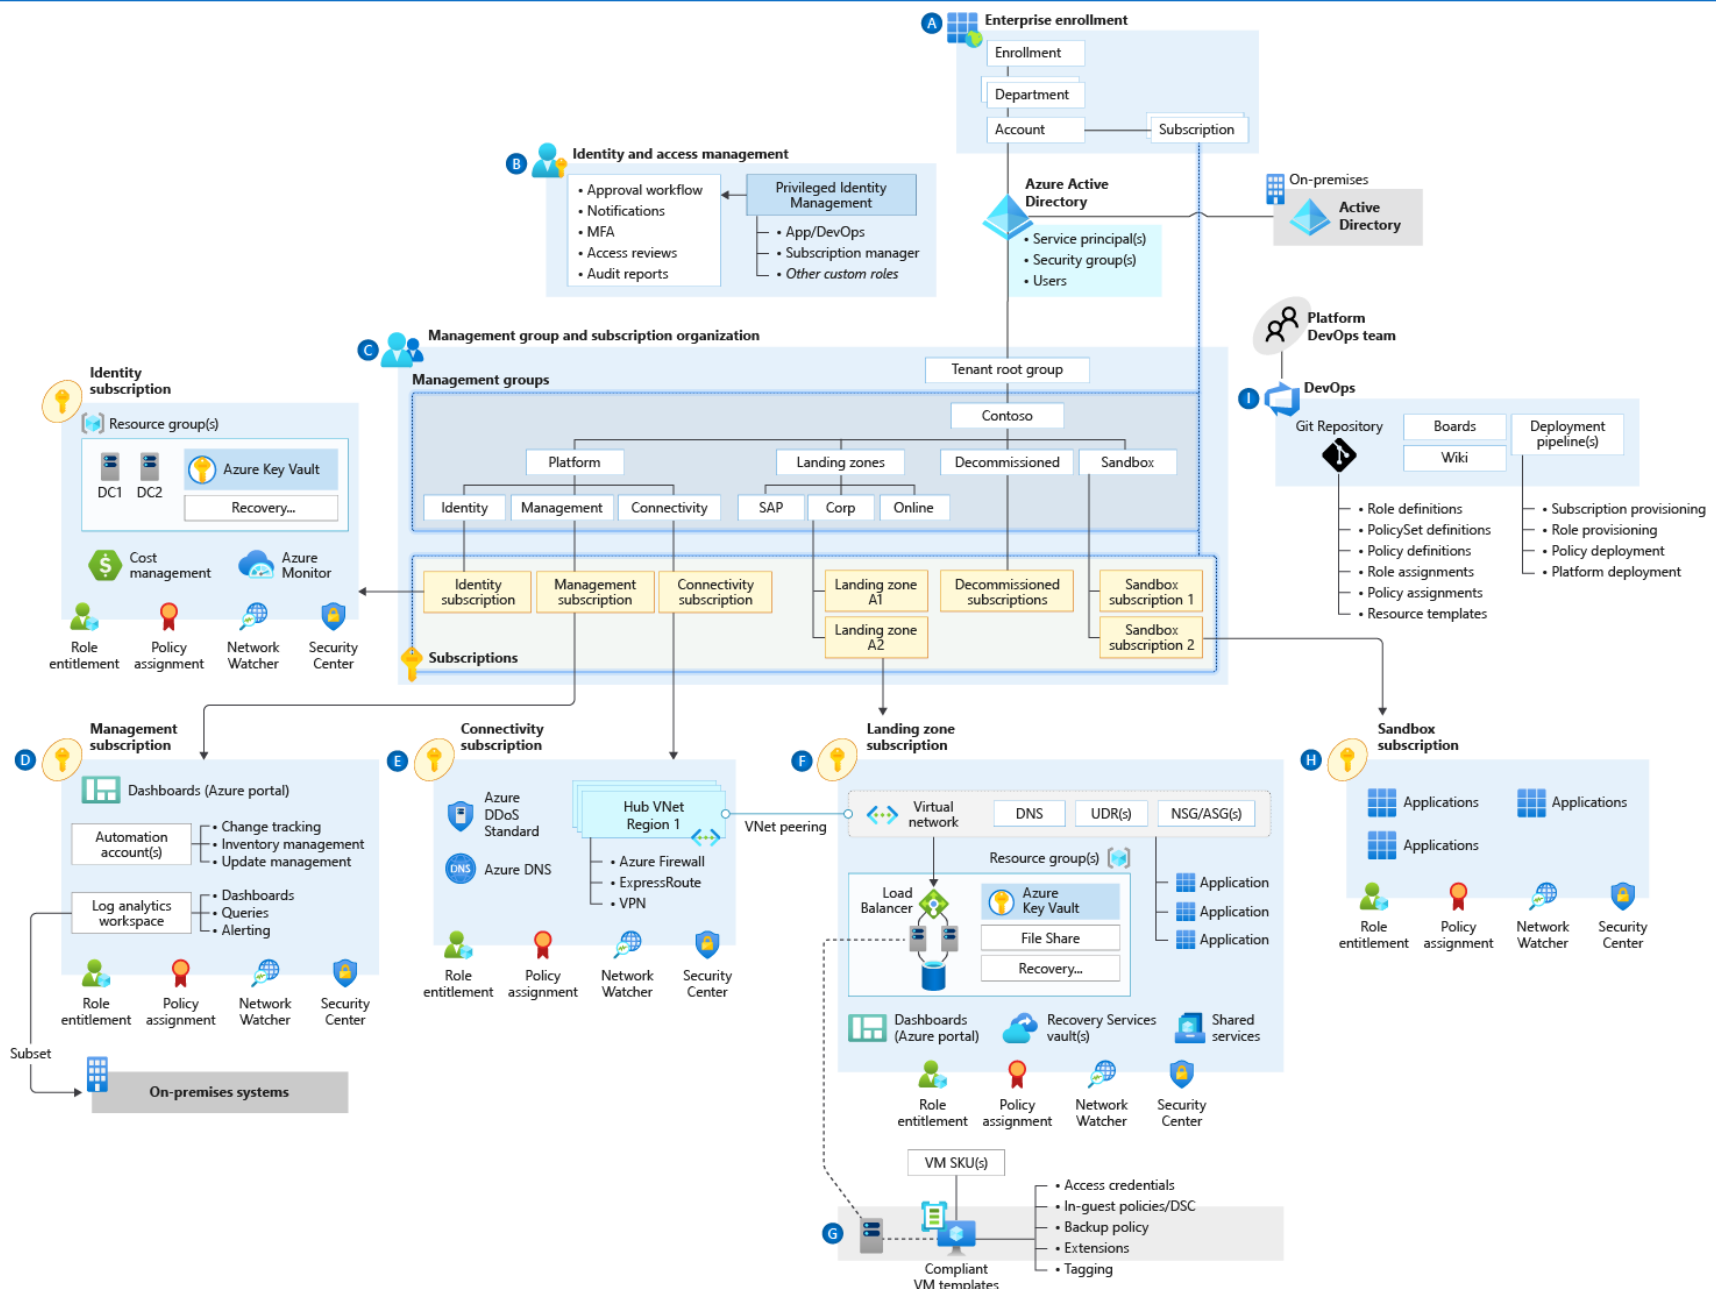 A
Enterprise enrollment
Enrollment
Department
Account
Subscription
B
Identity and access management
• Approval workflow
• Notifications
• MFA
• Access reviews
• Audit reports
Privileged Identity
Management
• App/DevOps
• Subscription manager
• Other custom roles
Azure Active
Directory
• Service principal(s)
• Security group(s)
• Users
On-premises
Active
Directory
Platform
DevOps team
I
DevOps
Git Repository
Boards
Wiki
Deployment
pipeline(s)
• Role definitions
• PolicySet definitions
• Policy definitions
• Role assignments
• Policy assignments
• Resource templates
• Subscription provisioning
• Role provisioning
• Policy deployment
• Platform deployment
C
Management group and subscription organization
Management groups
Tenant root group
Contoso
Platform
Landing zones
Decommissioned
Sandbox
Identity
Management
Connectivity
SAP
Corp
Online
Identity
subscription
Management
subscription
Connectivity
subscription
Landing zone
A1
Landing zone
A2
Decommissioned
subscriptions
Sandbox
subscription 1
Sandbox
subscription 2
Subscriptions
Identity
subscription
Resource group(s)
DC1
DC2
Azure Key Vault
Recovery...
Cost
management
Azure
Monitor
Role
entitlement
Policy
assignment
Network
Watcher
Security
Center
D
Management
subscription
Dashboards (Azure portal)
Automation
account(s)
• Change tracking
• Inventory management
• Update management
Log analytics
workspace
• Dashboards
• Queries
• Alerting
Role
entitlement
Policy
assignment
Network
Watcher
Security
Center
Subset
On-premises systems
E
Connectivity
subscription
Azure
DDoS
Standard
DNS
Azure DNS
Hub VNet
Region 1
• Azure Firewall
• ExpressRoute
• VPN
VNet peering
Role
entitlement
Policy
assignment
Network
Watcher
Security
Center
F
Landing zone
subscription
Virtual
network
DNS
UDR(s)
NSG/ASG(s)
Resource group(s)
Load
Balancer
Azure
Key Vault
File Share
Recovery...
Application
Application
Application
Dashboards
(Azure portal)
Recovery Services
vault(s)
Shared
services
Role
entitlement
Policy
assignment
Network
Watcher
Security
Center
G
VM SKU(s)
Compliant
VM templates
• Access credentials
• In-guest policies/DSC
• Backup policy
• Extensions
• Tagging
H
Sandbox
subscription
Applications
Applications
Applications
Role
entitlement
Policy
assignment
Network
Watcher
Security
Center